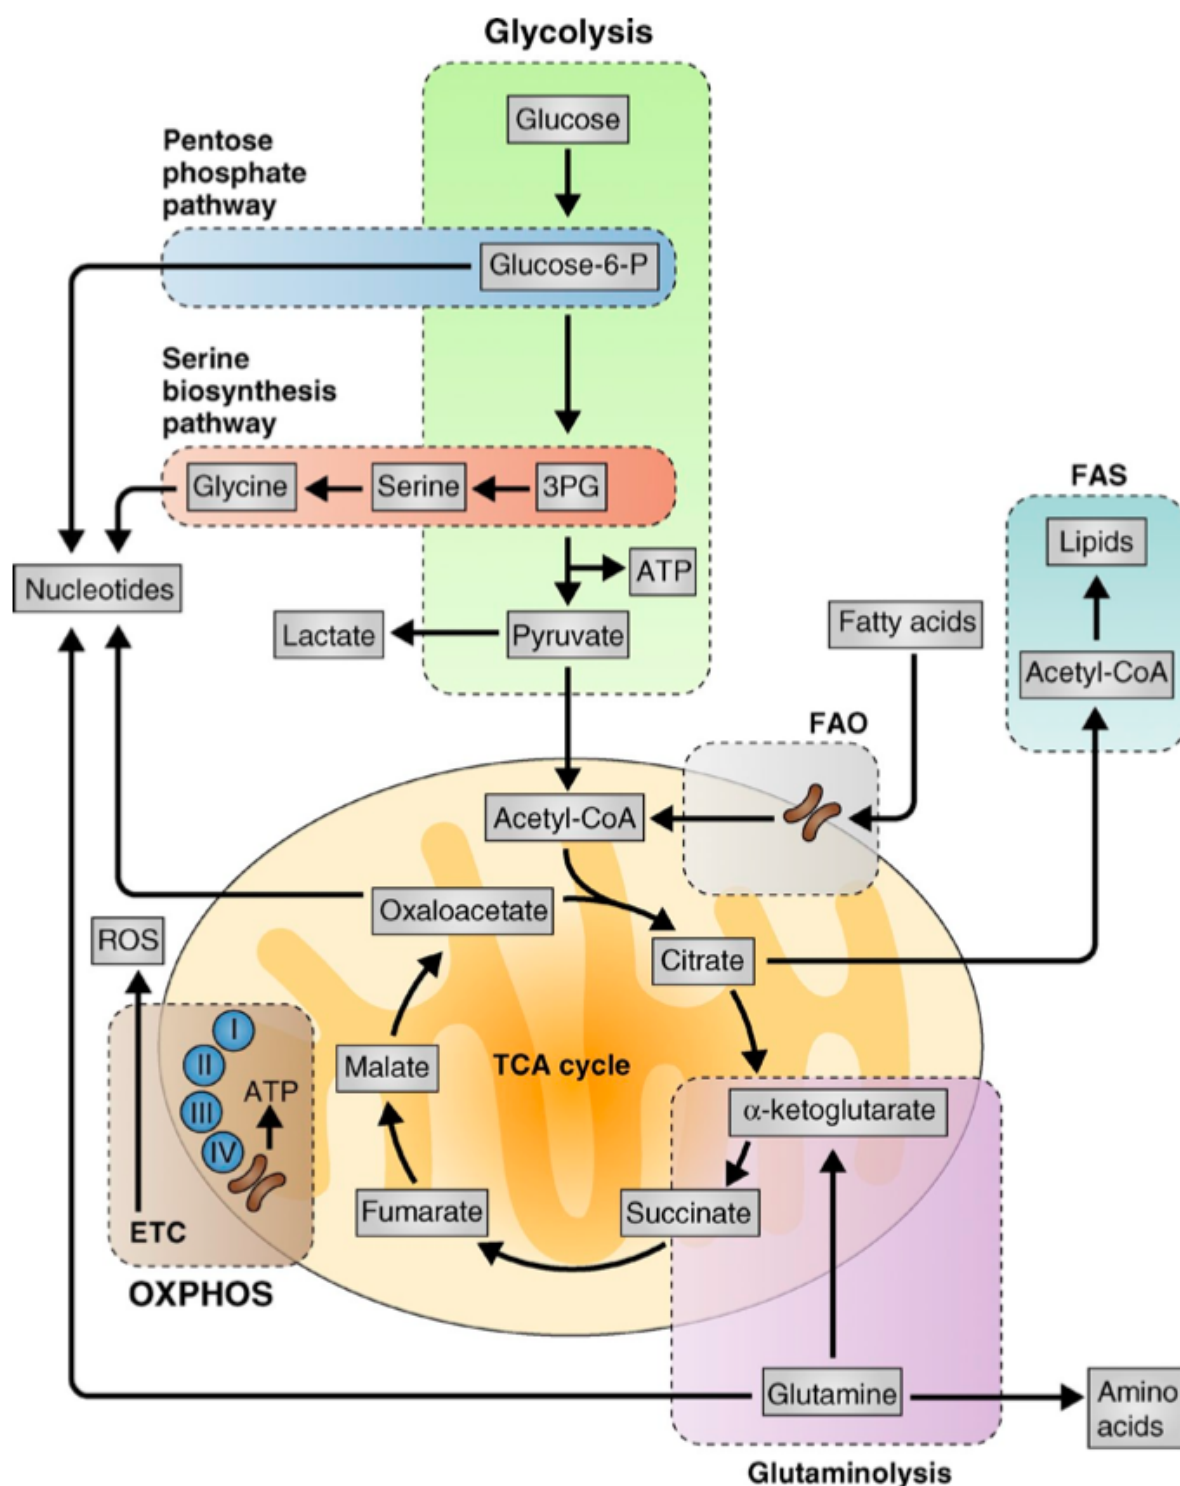 Glycolysis
Glucose
Pentose
phosphate
pathway
Glucose-6-P
Serine
biosynthesis
pathway
Glycine
Serine
3PG
FAS
Lipids
ATP
Nucleotides
Lactate
Pyruvate
Fatty acids
Acetyl-CoA
FAO
Acetyl-CoA
Oxaloacetate
ROS
Citrate
I
II
III
IV
ATP
Malate
TCA cycle
α-ketoglutarate
Fumarate
Succinate
ETC
OXPHOS
Glutamine
Amino
acids
Glutaminolysis